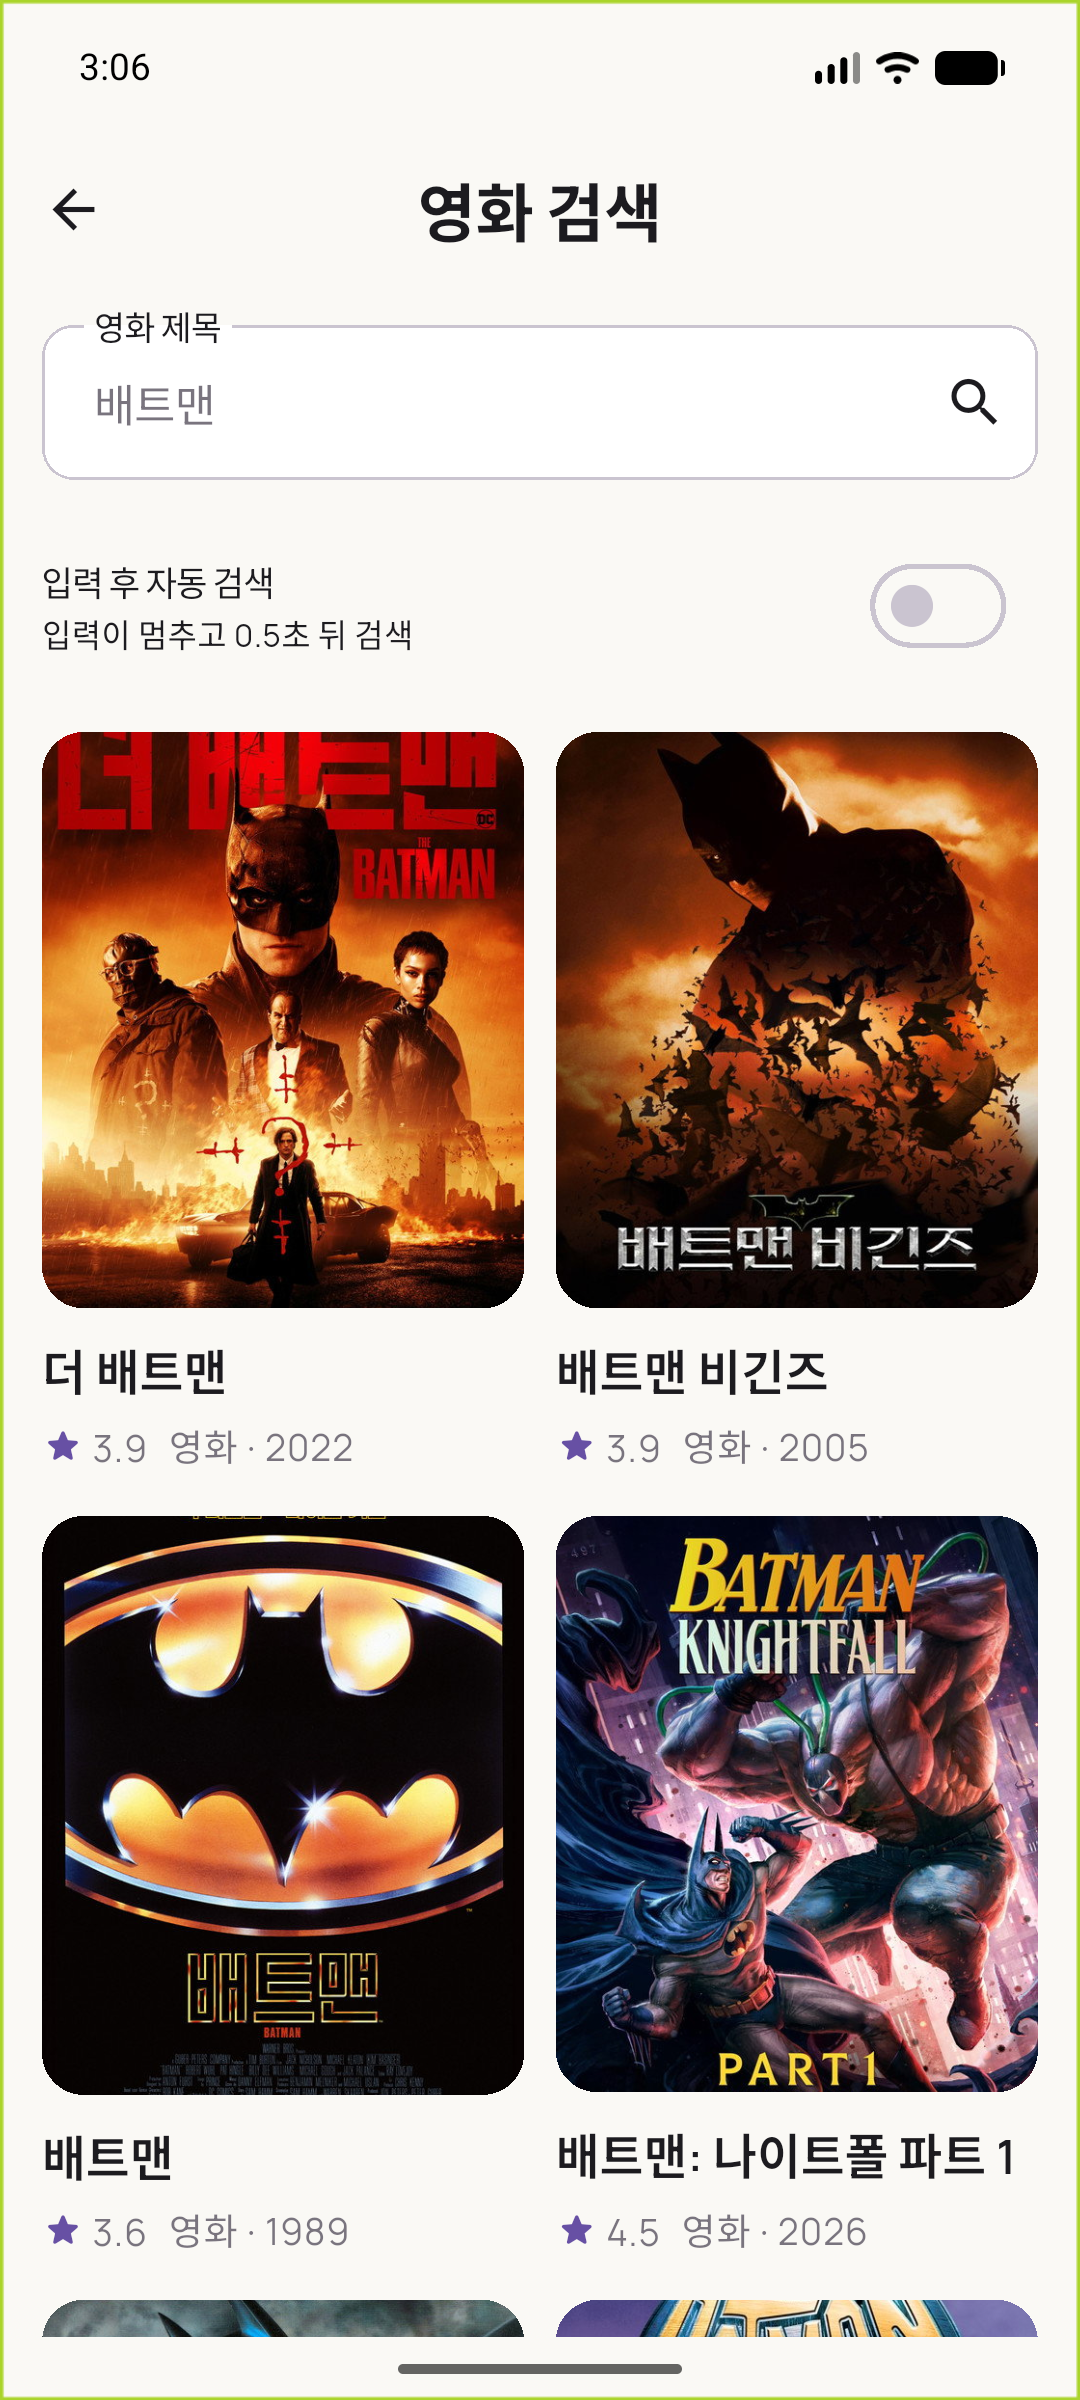 3:06
영화 검색
영화 제목
배트맨
입력 후 자동 검색
입력이 멈추고 0.5초 뒤 검색
더 배트맨
DC
THE
BATMAN
배트맨 비긴즈
더 배트맨
3.9 영화 · 2022
배트맨 비긴즈
3.9 영화 · 2005
배트맨
BATMAN
BATMAN
KNIGHTFALL
PART 1
배트맨
3.6 영화 · 1989
배트맨: 나이트폴 파트 1
4.5 영화 · 2026
BATMAN